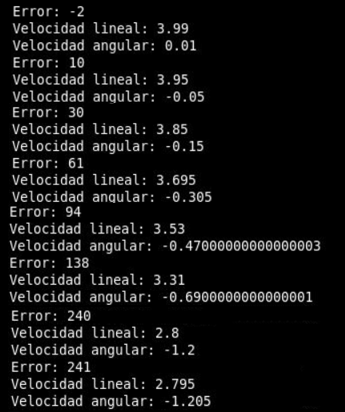 Error: -2
Velocidad lineal: 3.99
Velocidad angular: 0.01
Error: 10
Velocidad lineal: 3.95
Velocidad angular: -0.05
Error: 30
Velocidad lineal: 3.85
Velocidad angular: -0.15
Error: 61
Velocidad lineal: 3.695
Velocidad angular: -0.305
Error: 94
Velocidad lineal: 3.53
Velocidad angular: -0.47000000000000003
Error: 138
Velocidad lineal: 3.31
Velocidad angular: -0.6900000000000001
Error: 240
Velocidad lineal: 2.8
Velocidad angular: -1.2
Error: 241
Velocidad lineal: 2.795
Velocidad angular: -1.205